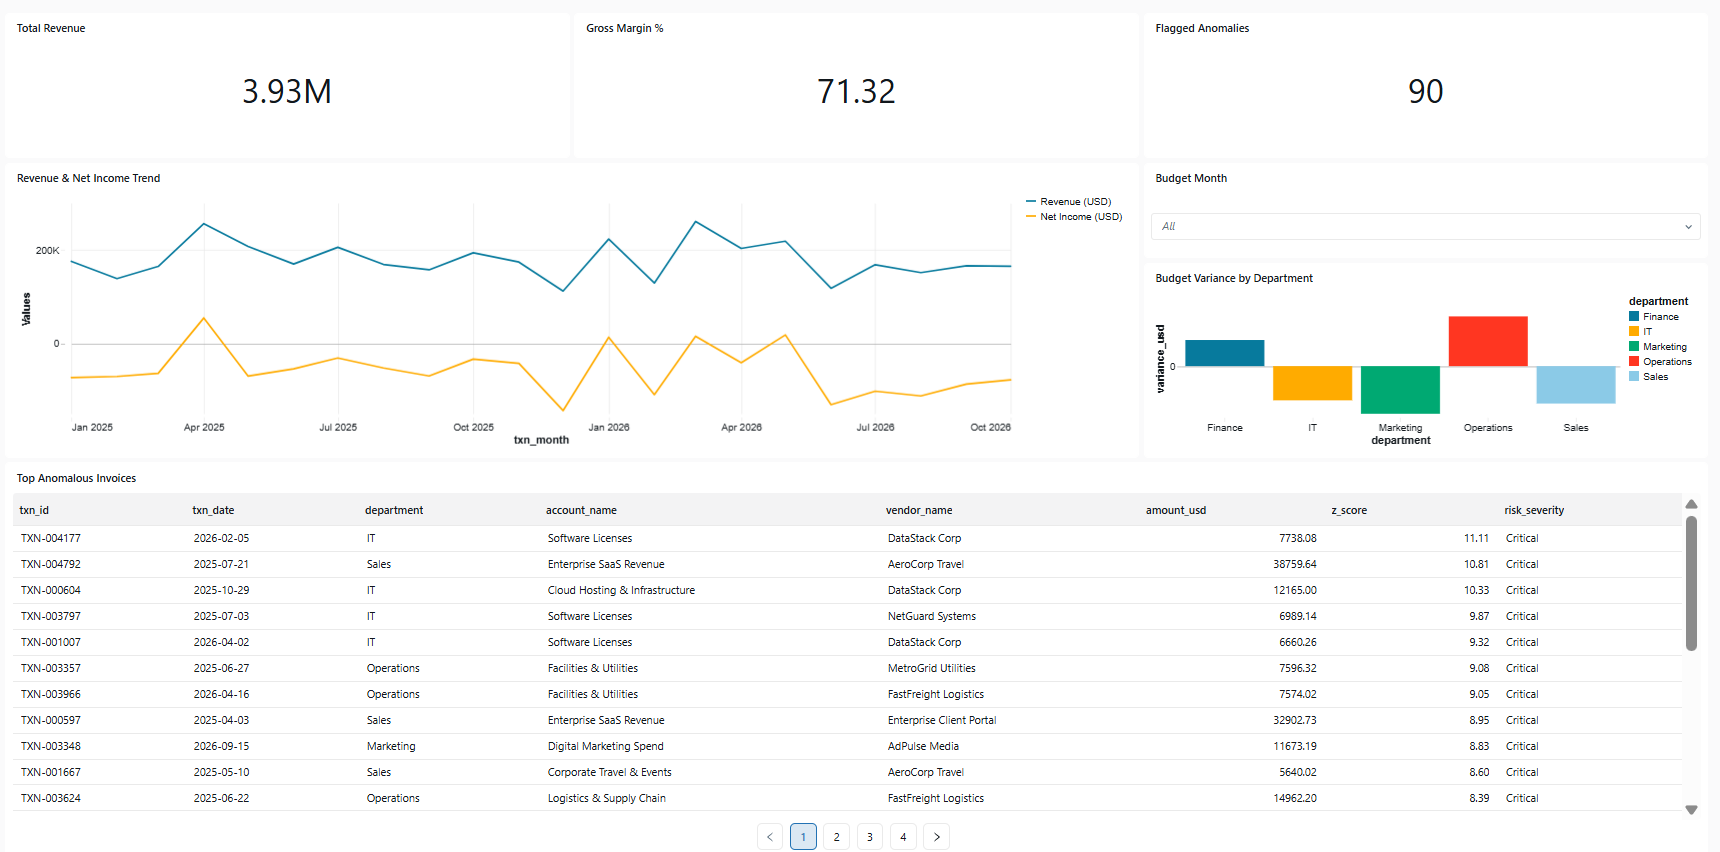 Total Revenue
3.93M
Gross Margin %
71.32
Flagged Anomalies
90
Revenue & Net Income Trend
Revenue (USD)
Net Income (USD)
200K
0
Values
Jan 2025 Apr 2025 Jul 2025 Oct 2025 Jan 2026 Apr 2026 Jul 2026 Oct 2026
txn_month
Budget Month
All
Budget Variance by Department
variance_usd
0
Finance IT Marketing Operations Sales
department
department
Finance
IT
Marketing
Operations
Sales
Top Anomalous Invoices
txn_id txn_date department account_name vendor_name amount_usd z_score risk_severity
TXN-004177 2026-02-05 IT Software Licenses DataStack Corp 7738.08 11.11 Critical
TXN-004792 2025-07-21 Sales Enterprise SaaS Revenue AeroCorp Travel 38759.64 10.81 Critical
TXN-000604 2025-10-29 IT Cloud Hosting & Infrastructure DataStack Corp 12165.00 10.33 Critical
TXN-003797 2025-07-03 IT Software Licenses NetGuard Systems 6989.14 9.87 Critical
TXN-001007 2026-04-02 IT Software Licenses DataStack Corp 6660.26 9.32 Critical
TXN-003357 2025-06-27 Operations Facilities & Utilities MetroGrid Utilities 7596.32 9.08 Critical
TXN-003966 2026-04-16 Operations Facilities & Utilities FastFreight Logistics 7574.02 9.05 Critical
TXN-000597 2025-04-03 Sales Enterprise SaaS Revenue Enterprise Client Portal 32902.73 8.95 Critical
TXN-003348 2026-09-15 Marketing Digital Marketing Spend AdPulse Media 11673.19 8.83 Critical
TXN-001667 2025-05-10 Sales Corporate Travel & Events AeroCorp Travel 5640.02 8.60 Critical
TXN-003624 2025-06-22 Operations Logistics & Supply Chain FastFreight Logistics 14962.20 8.39 Critical
< 1 2 3 4 >